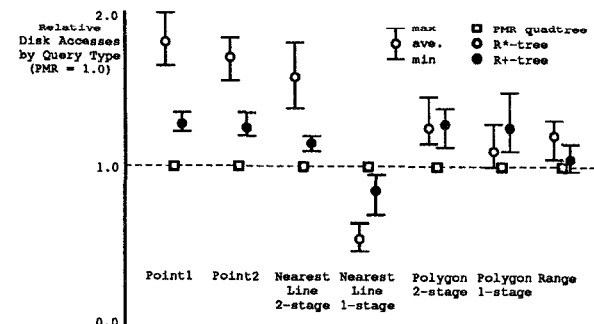 2.0
Relative
Disk Accesses
by Query Type
(PMR = 1.0)
max
ave.
min
PMR quadtree
R*-tree
R+-tree
1.0
Point1 Point2 Nearest Nearest Polygon Polygon Range
Line Line 2-stage 1-stage
2-stage 1-stage
0.0